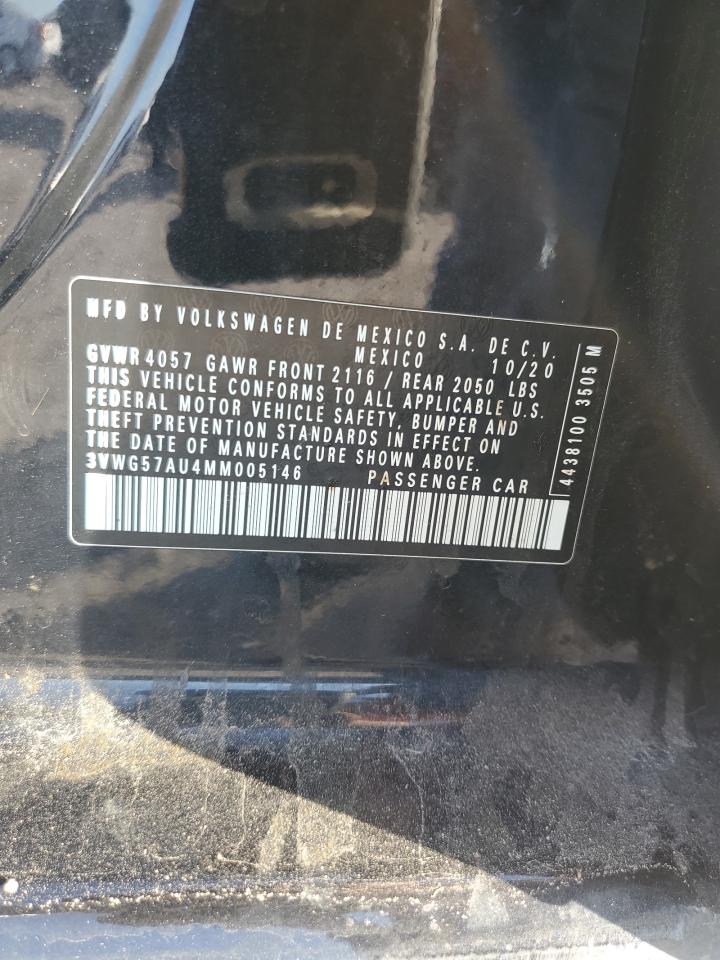 MFD BY VOLKSWAGEN DE MEXICO S.A. DE C.V.
MEXICO 10/20
GVWR 4057 GAWR FRONT 2116 / REAR 2050 LBS
THIS VEHICLE CONFORMS TO ALL APPLICABLE U.S.
FEDERAL MOTOR VEHICLE SAFETY, BUMPER AND
THEFT PREVENTION STANDARDS IN EFFECT ON
THE DATE OF MANUFACTURE SHOWN ABOVE.
3VWG57AU4MM005146 PASSENGER CAR
4438100 3505 M